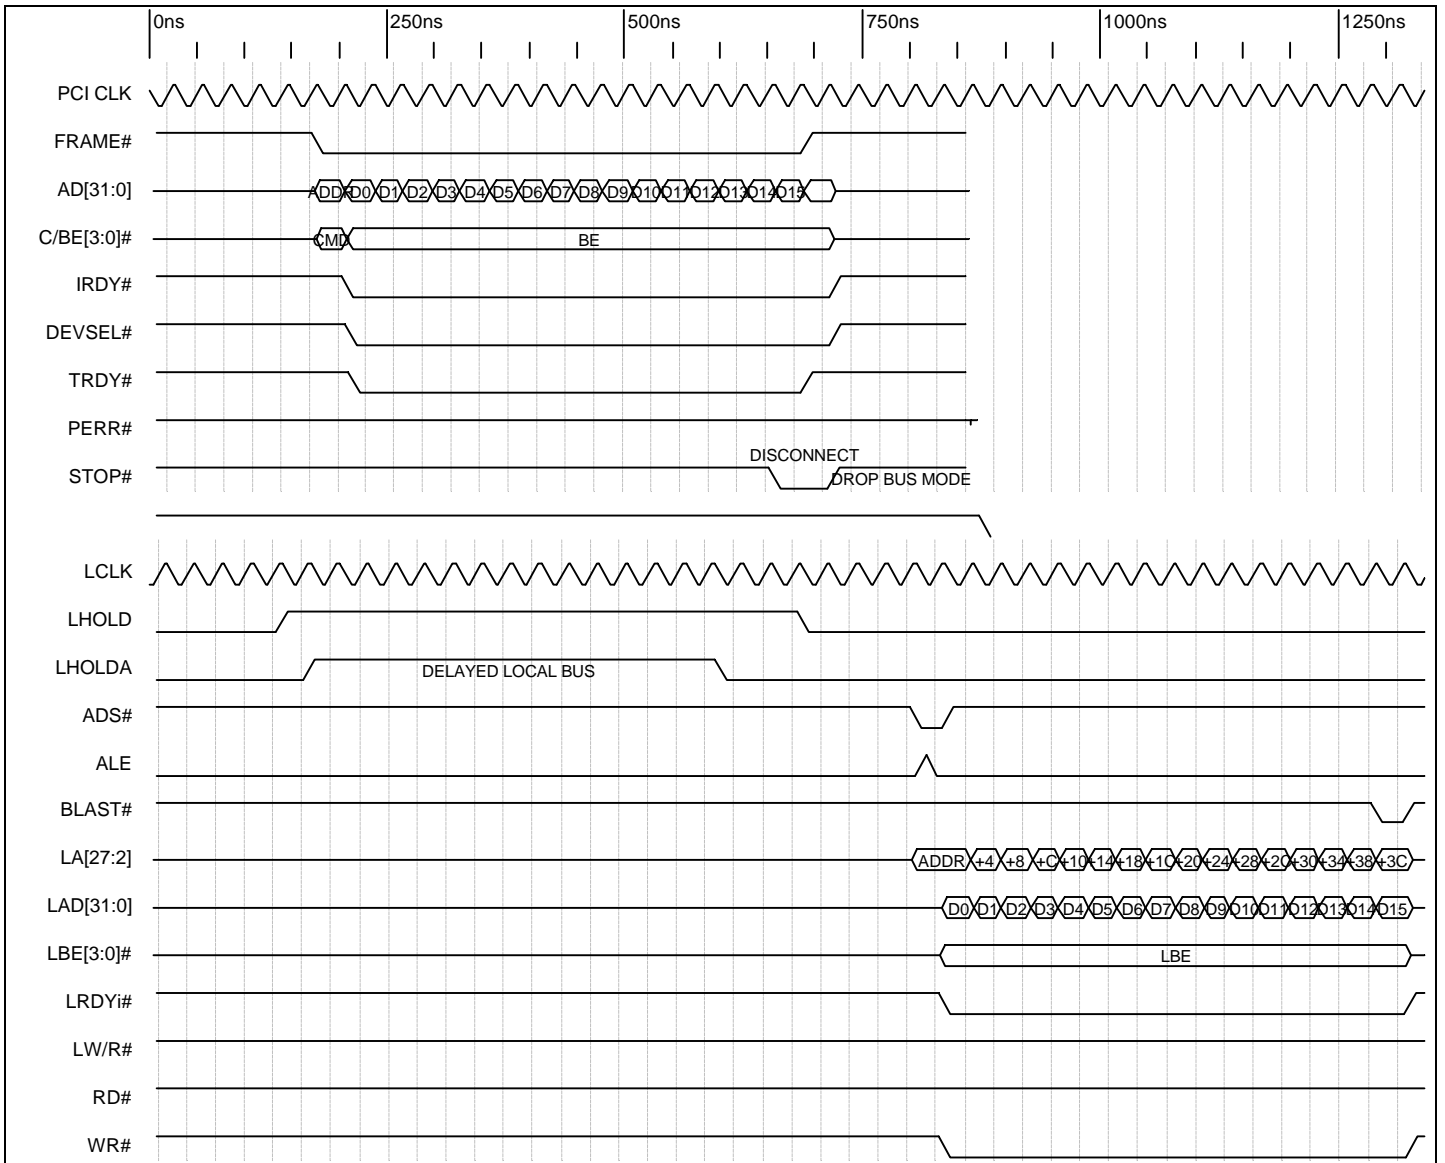 0ns 250ns 500ns 750ns 1000ns 1250ns
PCI CLK
FRAME#
AD[31:0] ADDR D0 D1 D2 D3 D4 D5 D6 D7 D8 D9 D10 D11 D12 D13 D14 D15
C/BE[3:0]# CMD BE
IRDY#
DEVSEL#
TRDY#
PERR#
DISCONNECT
STOP# DROP BUS MODE
LCLK
LHOLD
LHOLDA DELAYED LOCAL BUS
ADS#
ALE
BLAST#
LA[27:2] ADDR +4 +8 +C +10 +14 +18 +1C +20 +24 +28 +2C +30 +34 +38 +3C
LAD[31:0] D0 D1 D2 D3 D4 D5 D6 D7 D8 D9 D10 D11 D12 D13 D14 D15
LBE[3:0]# LBE
LRDYi#
LW/R#
RD#
WR#